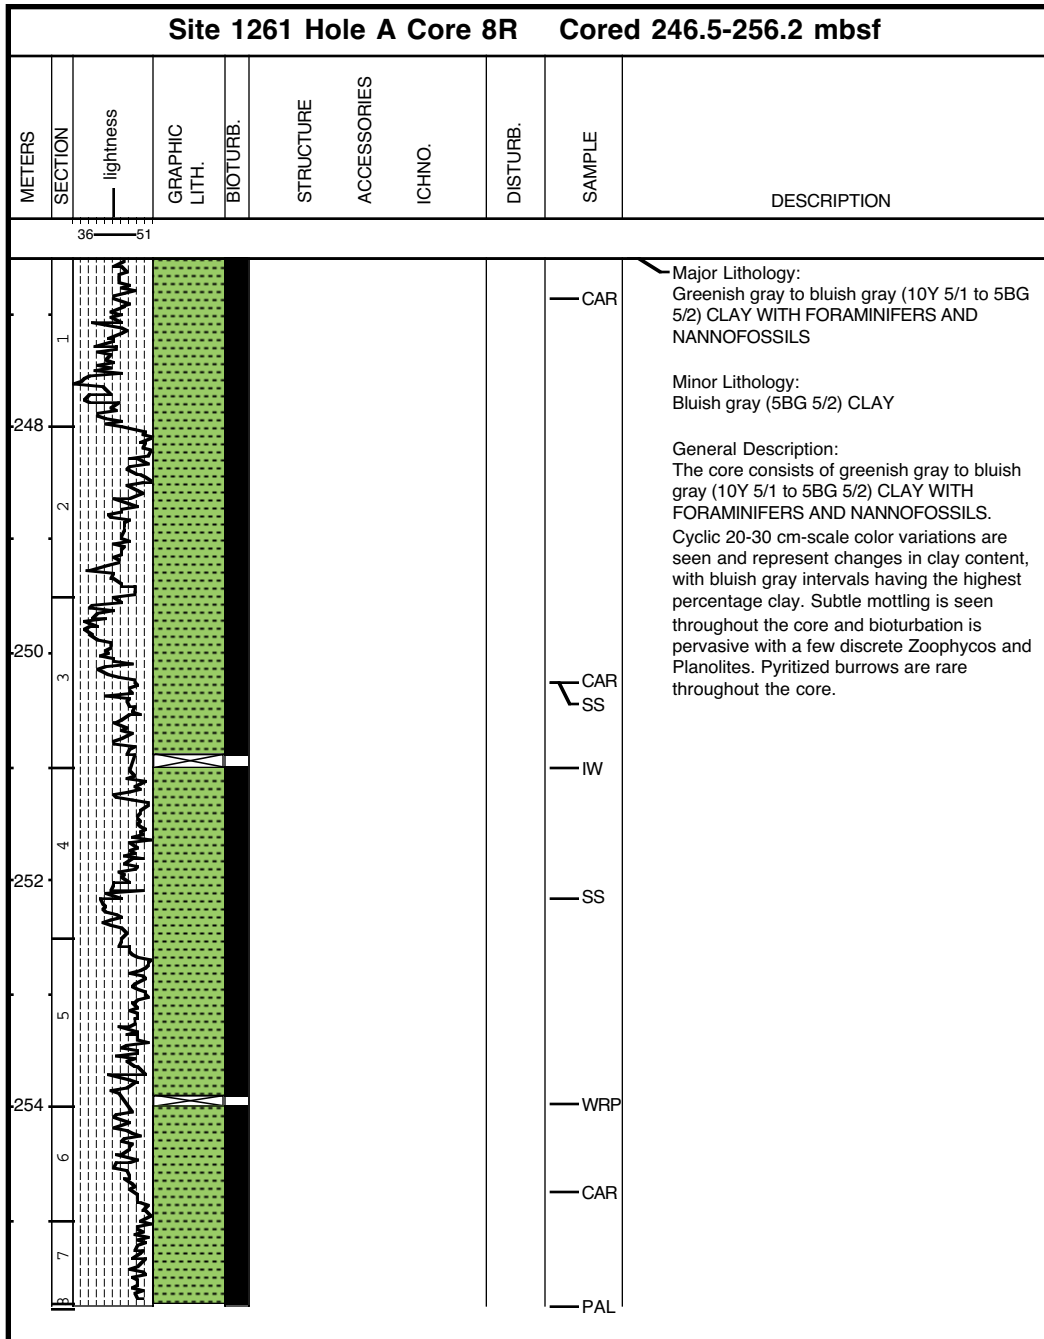 Site 1261 Hole A Core 8R Cored 246.5-256.2 mbsf
METERS
SECTION
lightness
GRAPHIC
LITH.
BIOTURB.
STRUCTURE
ACCESSORIES
ICHNO.
DISTURB.
SAMPLE
DESCRIPTION
36 51
Major Lithology:
Greenish gray to bluish gray (10Y 5/1 to 5BG
5/2) CLAY WITH FORAMINIFERS AND
NANNOFOSSILS
Minor Lithology:
Bluish gray (5BG 5/2) CLAY
General Description:
The core consists of greenish gray to bluish
gray (10Y 5/1 to 5BG 5/2) CLAY WITH
FORAMINIFERS AND NANNOFOSSILS.
Cyclic 20-30 cm-scale color variations are
seen and represent changes in clay content,
with bluish gray intervals having the highest
percentage clay. Subtle mottling is seen
throughout the core and bioturbation is
pervasive with a few discrete Zoophycos and
Planolites. Pyritized burrows are rare
throughout the core.
CAR
1
248
2
250
3
CAR
SS
IW
4
252
SS
5
254
WRP
6
CAR
7
8
PAL